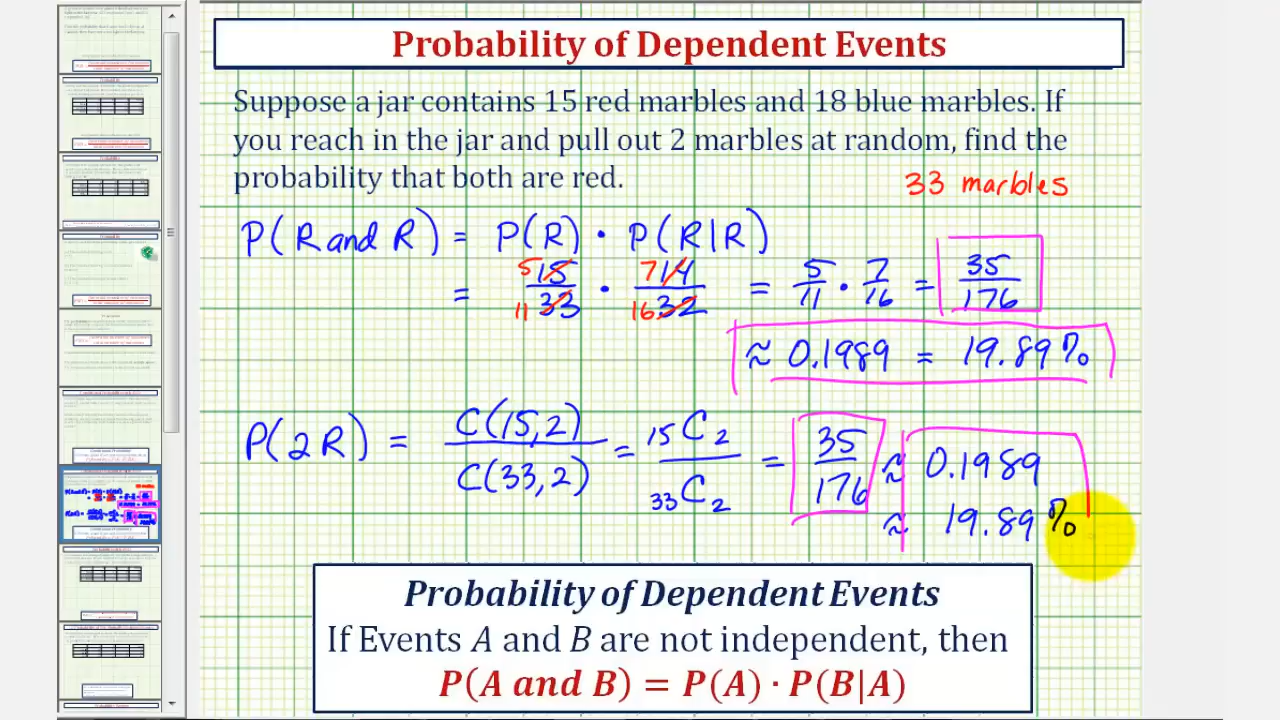 Probability of Dependent Events
Suppose a jar contains 15 red marbles and 18 blue marbles. If
you reach in the jar and pull out 2 marbles at random, find the
probability that both are red.
33 marbles
P(R and R) = P(R) · P(R|R)
= 5 15/11 33 · 7 14/16 32 = 5/11 · 7/16 = 35/176
≈ 0.1989 = 19.89%
P(2R) = C(15,2)/C(33,2) = ₁₅C₂/₃₃C₂ = 35/176 ≈ 0.1989
≈ 19.89%
Probability of Dependent Events
If Events A and B are not independent, then
P(A and B) = P(A) · P(B|A)